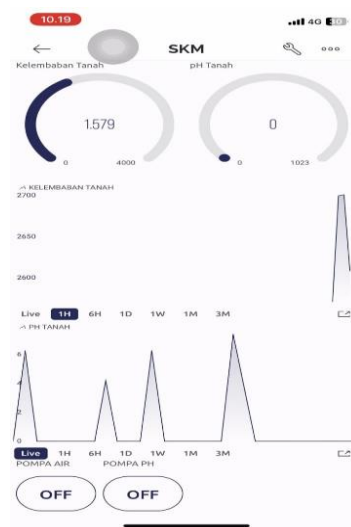 10.19 4G 30
SKM
Kelembaban Tanah pH Tanah
1.579 0
0 4000 0 1023
KELEMBABAN TANAH
2700
2650
2600
Live 1H 6H 1D 1W 1M 3M
PH TANAH
6
4
2
0
Live 1H 6H 1D 1W 1M 3M
POMPA AIR POMPA PH
OFF OFF